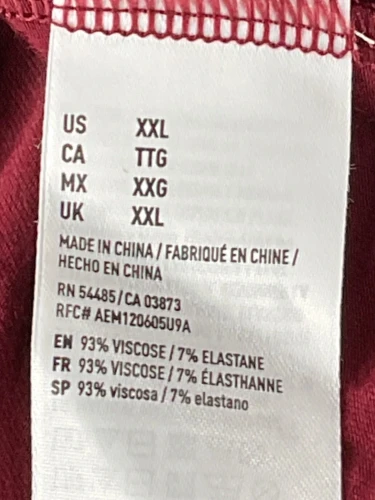 US XXL
CA TTG
MX XXG
UK XXL
MADE IN CHINA / FABRIQUÉ EN CHINE /
HECHO EN CHINA
RN 54485 / CA 03873
RFC# AEM120605U9A
EN 93% VISCOSE / 7% ELASTANE
FR 93% VISCOSE / 7% ÉLASTHANNE
SP 93% viscosa / 7% elastano